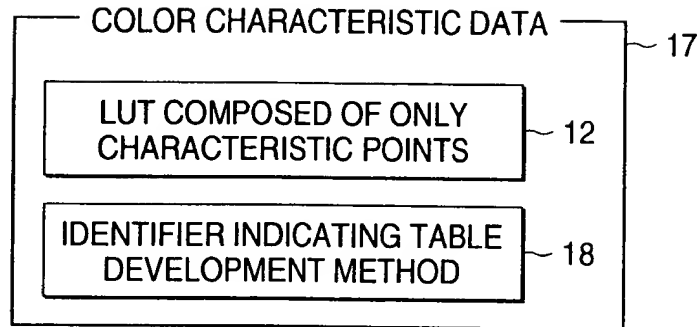 COLOR CHARACTERISTIC DATA
17
LUT COMPOSED OF ONLY
CHARACTERISTIC POINTS
12
IDENTIFIER INDICATING TABLE
DEVELOPMENT METHOD
18